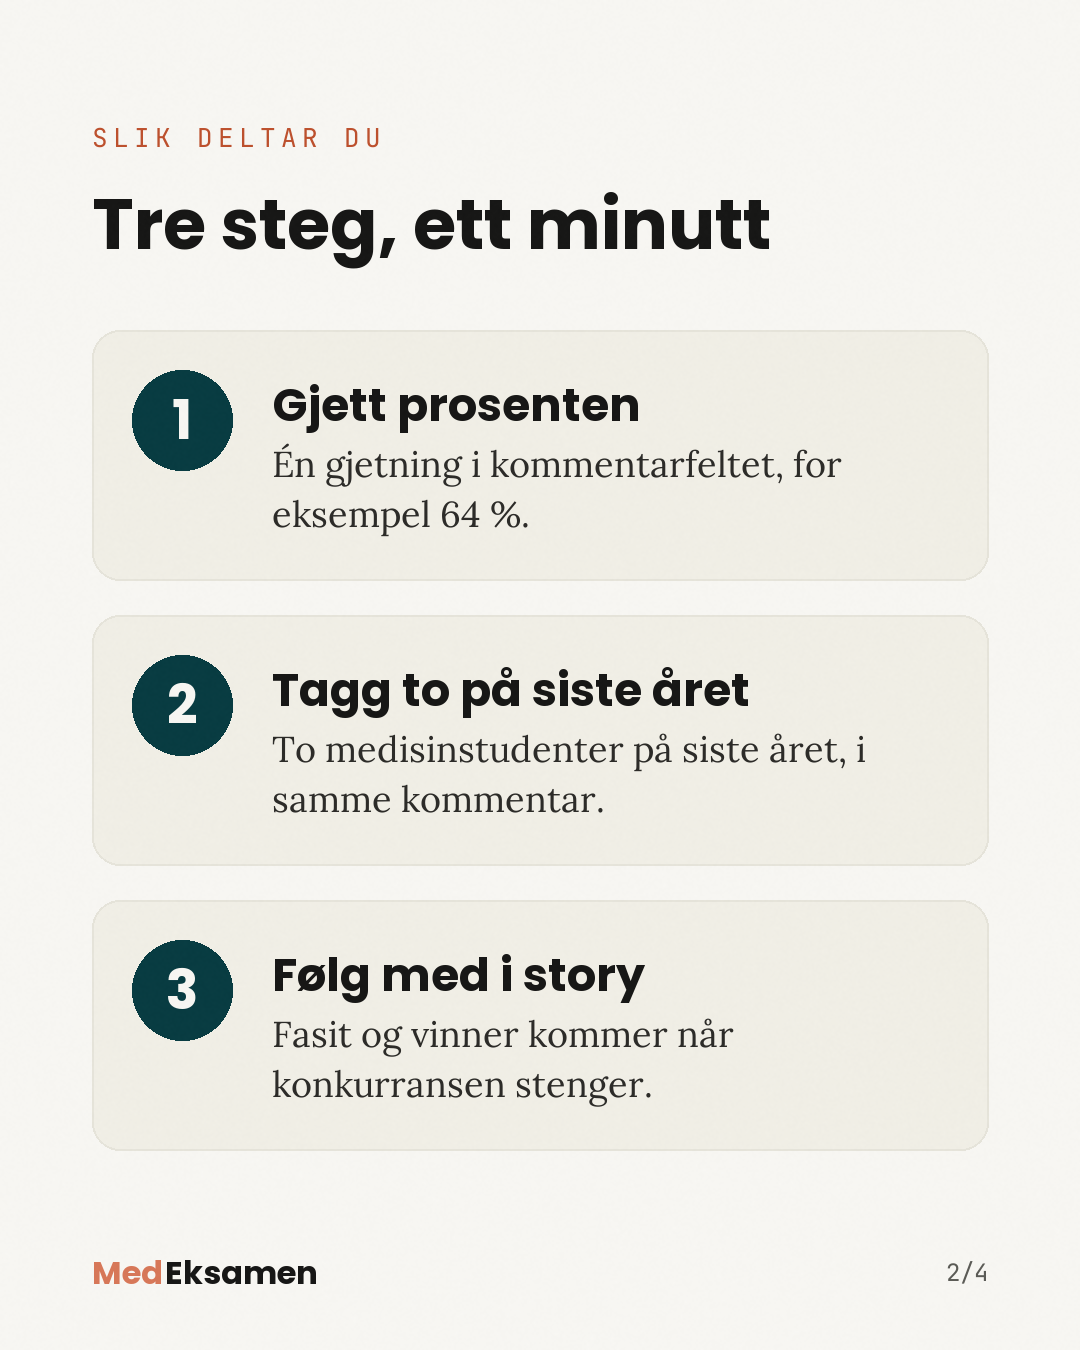 SLIK DELTAR DU
Tre steg, ett minutt
1
Gjett prosenten
Én gjetning i kommentarfeltet, for
eksempel 64 %.
2
Tagg to på siste året
To medisinstudenter på siste året, i
samme kommentar.
3
Følg med i story
Fasit og vinner kommer når
konkurransen stenger.
MedEksamen
2/4